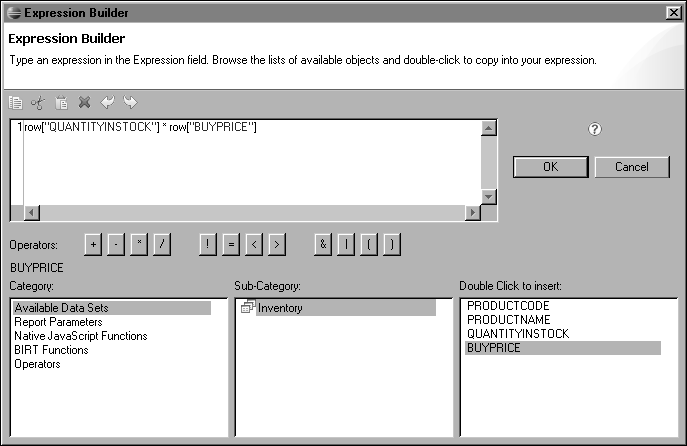 Expression Builder
Expression Builder
Type an expression in the Expression field. Browse the lists of available objects and double-click to copy into your expression.
1 row["QUANTITYINSTOCK"] * row["BUYPRICE"]
?
OK Cancel
Operators: + - * / ! = < > & | ( )
BUYPRICE
Category: Sub-Category: Double Click to insert:
Available Data Sets
Report Parameters
Native JavaScript Functions
BIRT Functions
Operators
Inventory
PRODUCTCODE
PRODUCTNAME
QUANTITYINSTOCK
BUYPRICE